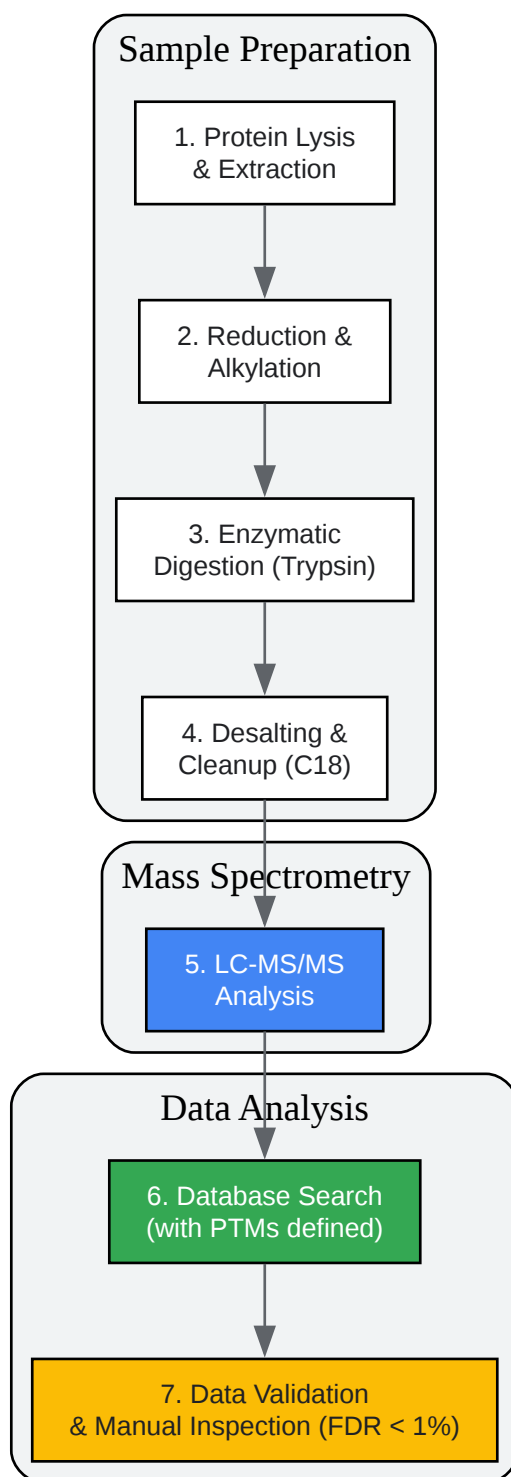 Sample Preparation
1. Protein Lysis
& Extraction
2. Reduction &
Alkylation
3. Enzymatic
Digestion (Trypsin)
4. Desalting &
Cleanup (C18)
Mass Spectrometry
5. LC-MS/MS
Analysis
Data Analysis
6. Database Search
(with PTMs defined)
7. Data Validation
& Manual Inspection (FDR < 1%)